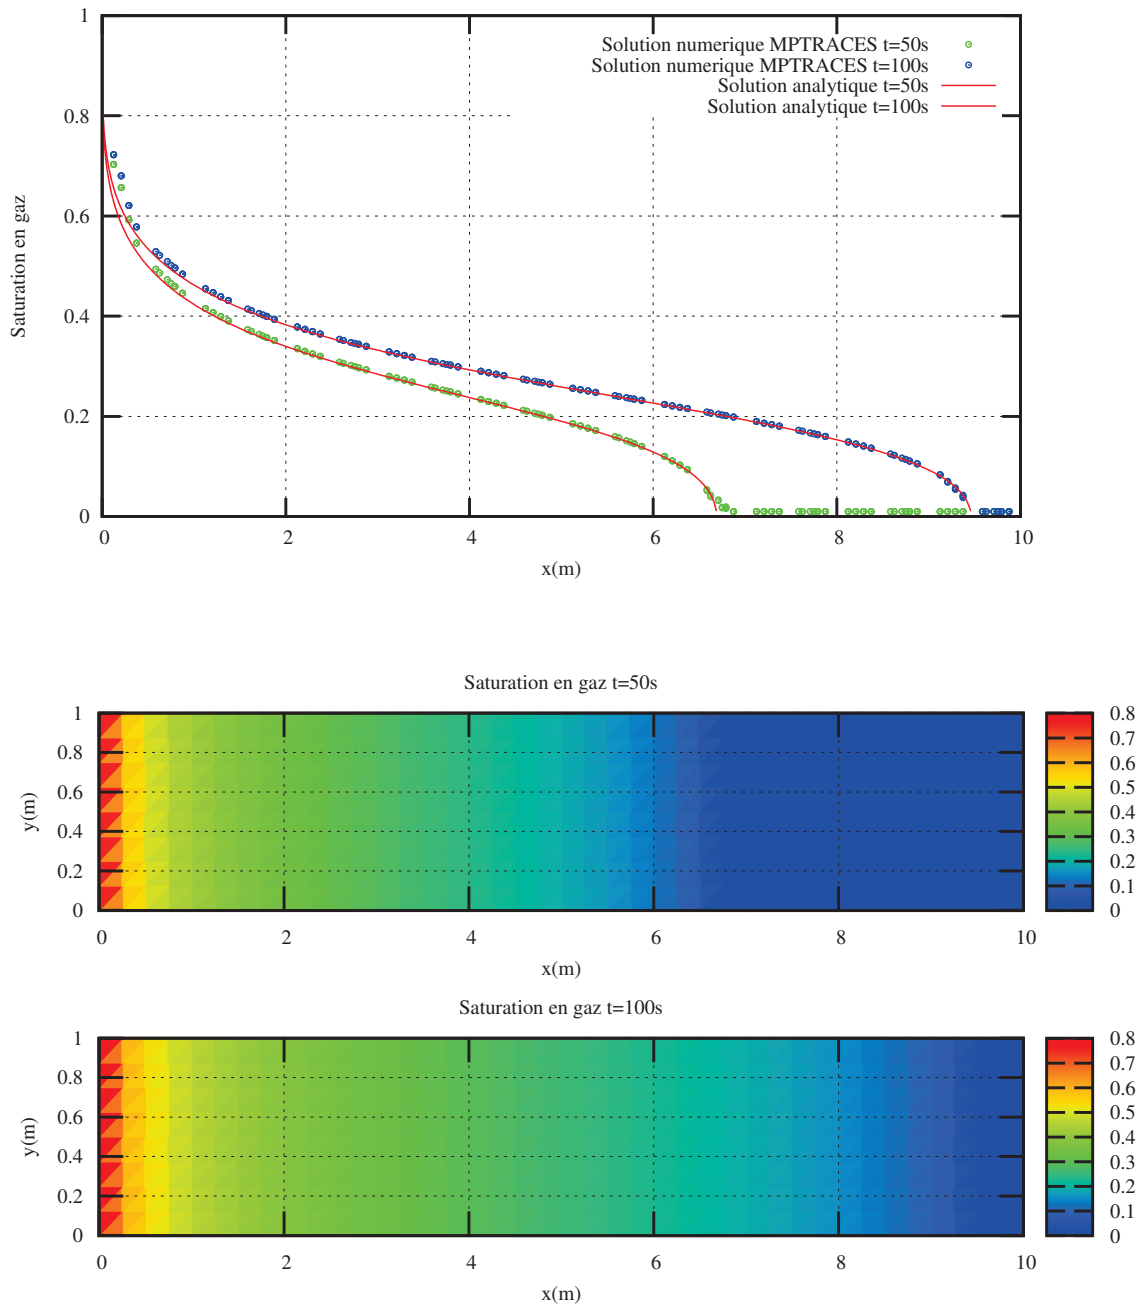 1
0.8
0.6
0.4
0.2
0
Saturation en gaz
Solution numerique MPTRACES t=50s
Solution numerique MPTRACES t=100s
Solution analytique t=50s
Solution analytique t=100s
0 2 4 6 8 10
x(m)
Saturation en gaz t=50s
1
0.8
0.6
0.4
0.2
0
y(m)
0 2 4 6 8 10
x(m)
0.8
0.7
0.6
0.5
0.4
0.3
0.2
0.1
0
Saturation en gaz t=100s
1
0.8
0.6
0.4
0.2
0
y(m)
0 2 4 6 8 10
x(m)
0.8
0.7
0.6
0.5
0.4
0.3
0.2
0.1
0